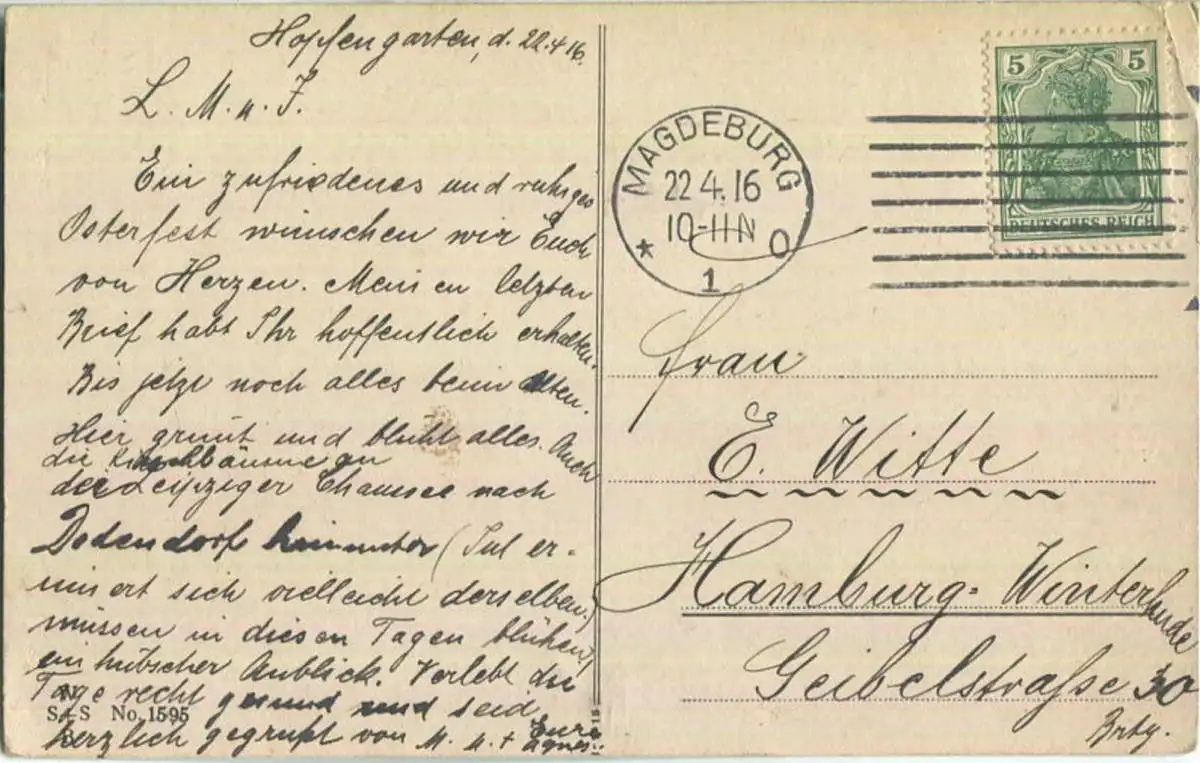 Hopfengarten, d. 22.4.16.
L. M. u. J.
Ein zufriedenes und ruhiges
Osterfest wünschen wir Euch
von Herzen. Meinen letzten
Brief habt Ihr hoffentlich erhalten.
Bis jetzt noch alles beim Alten.
Hier grünt und blüht alles. Auch
die Kirschbäume an
der Leipziger Chaussee nach
Dodendorf hinunter (Jul er-
innert sich vielleicht derselben)
müssen in diesen Tagen blühen,
ein hübscher Anblick. Verlebt die
Tage recht gesund und seid
herzlich gegrüßt von M. u. Eure
Agnes.
N
S & S No. 1595
MAGDEBURG
22.4.16
10-11 N
* 1 O
5 5
DEUTSCHES REICH
Frau
E. Witte
Hamburg-Winterhude
Geibelstraße 30